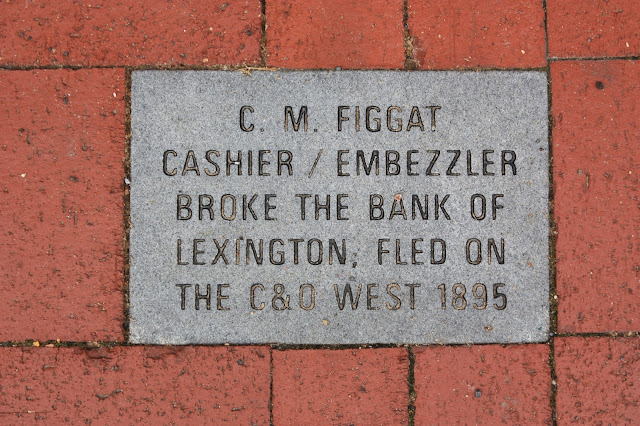 C. M. FIGGAT
CASHIER / EMBEZZLER
BROKE THE BANK OF
LEXINGTON, FLED ON
THE C&O WEST 1895